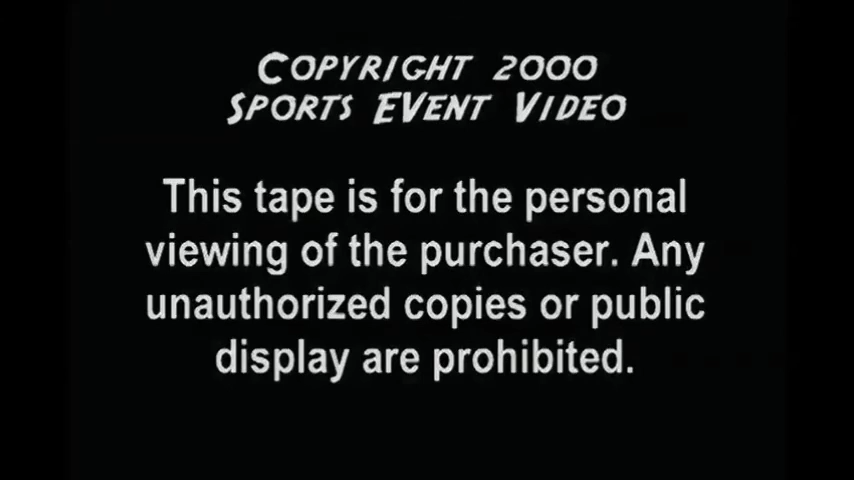 COPYRIGHT 2000
SPORTS EVENT VIDEO
This tape is for the personal
viewing of the purchaser. Any
unauthorized copies or public
display are prohibited.